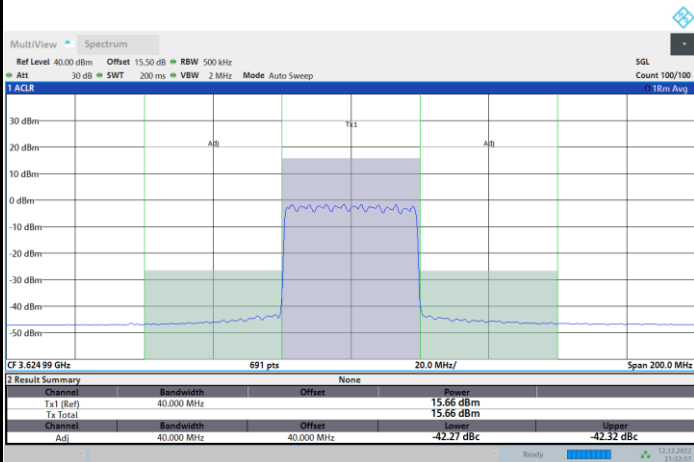 MultiView Spectrum
Ref Level 40.00 dBm Offset 15.50 dB RBW 500 kHz SGL
Att 30 dB SWT 200 ms VBW 2 MHz Mode Auto Sweep Count 100/100
1 ACLR 1Rm Avg
30 dBm
Tx1
20 dBm
Adj Adj
10 dBm
0 dBm
-10 dBm
-20 dBm
-30 dBm
-40 dBm
-50 dBm
CF 3.624 99 GHz 691 pts 20.0 MHz/ Span 200.0 MHz
2 Result Summary None
Channel Bandwidth Offset Power
Tx1 (Ref) 40.000 MHz 15.66 dBm
Tx Total 15.66 dBm
Channel Bandwidth Offset Lower Upper
Adj 40.000 MHz 40.000 MHz -42.27 dBc -42.32 dBc
Ready 12.12.2022
21:32:57